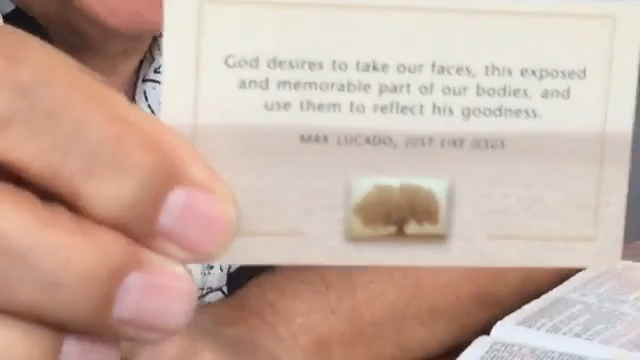 God desires to take our faces, this exposed
and memorable part of our bodies, and
use them to reflect his goodness.
MAX LUCADO, JUST LIKE JESUS